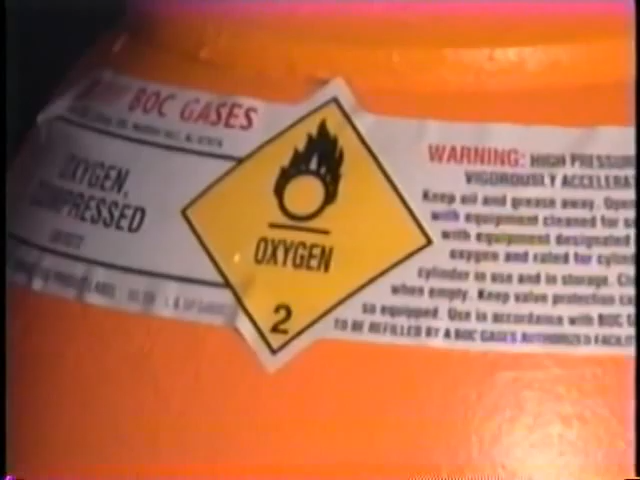 BOC GASES
OXYGEN,
COMPRESSED
OXYGEN
2
WARNING: HIGH PRESSURE
VIGOROUSLY ACCELERA
Keep oil and grease away. Open
with equipment cleaned for
with equipment designated
oxygen and rated for cylin
cylinder in use and in storage. Cl
when empty. Keep valve protection ca
so equipped. Use in accordance with BOC G
TO BE REFILLED BY A BOC GASES AUTHORIZED FACILI